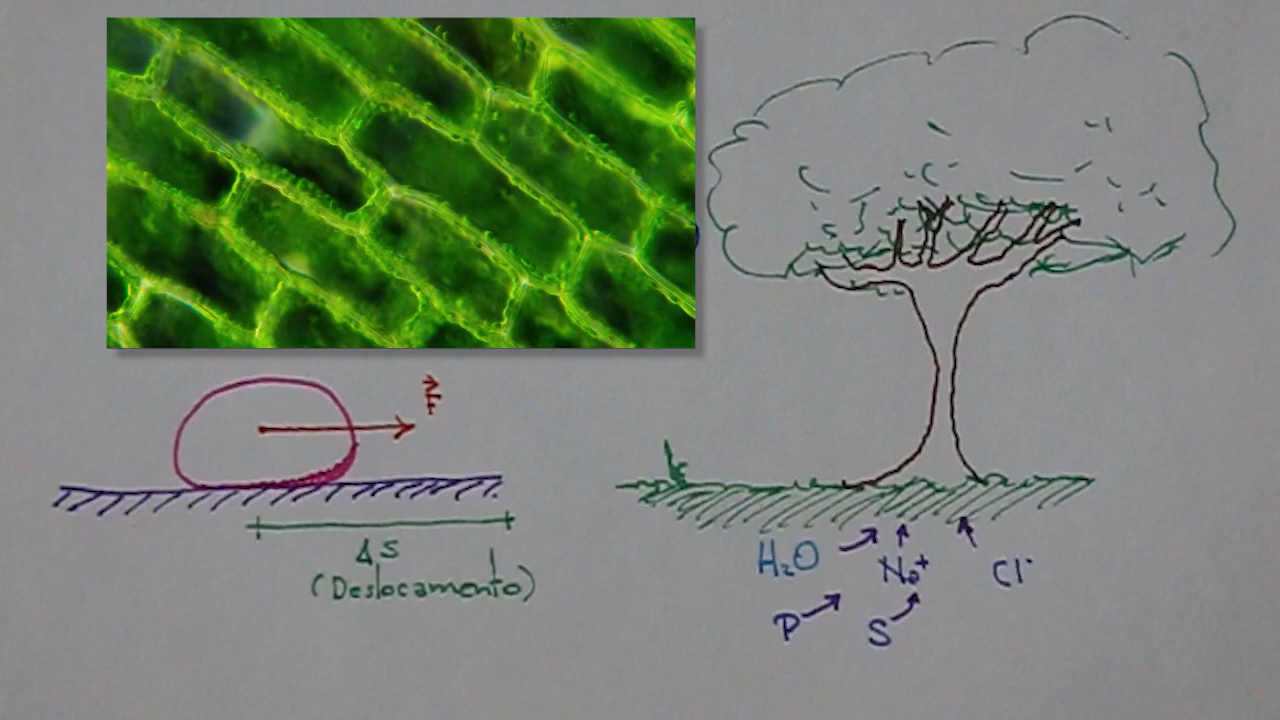 F
Δs
(Deslocamento)
H₂O
Na⁺
Cl⁻
P
S